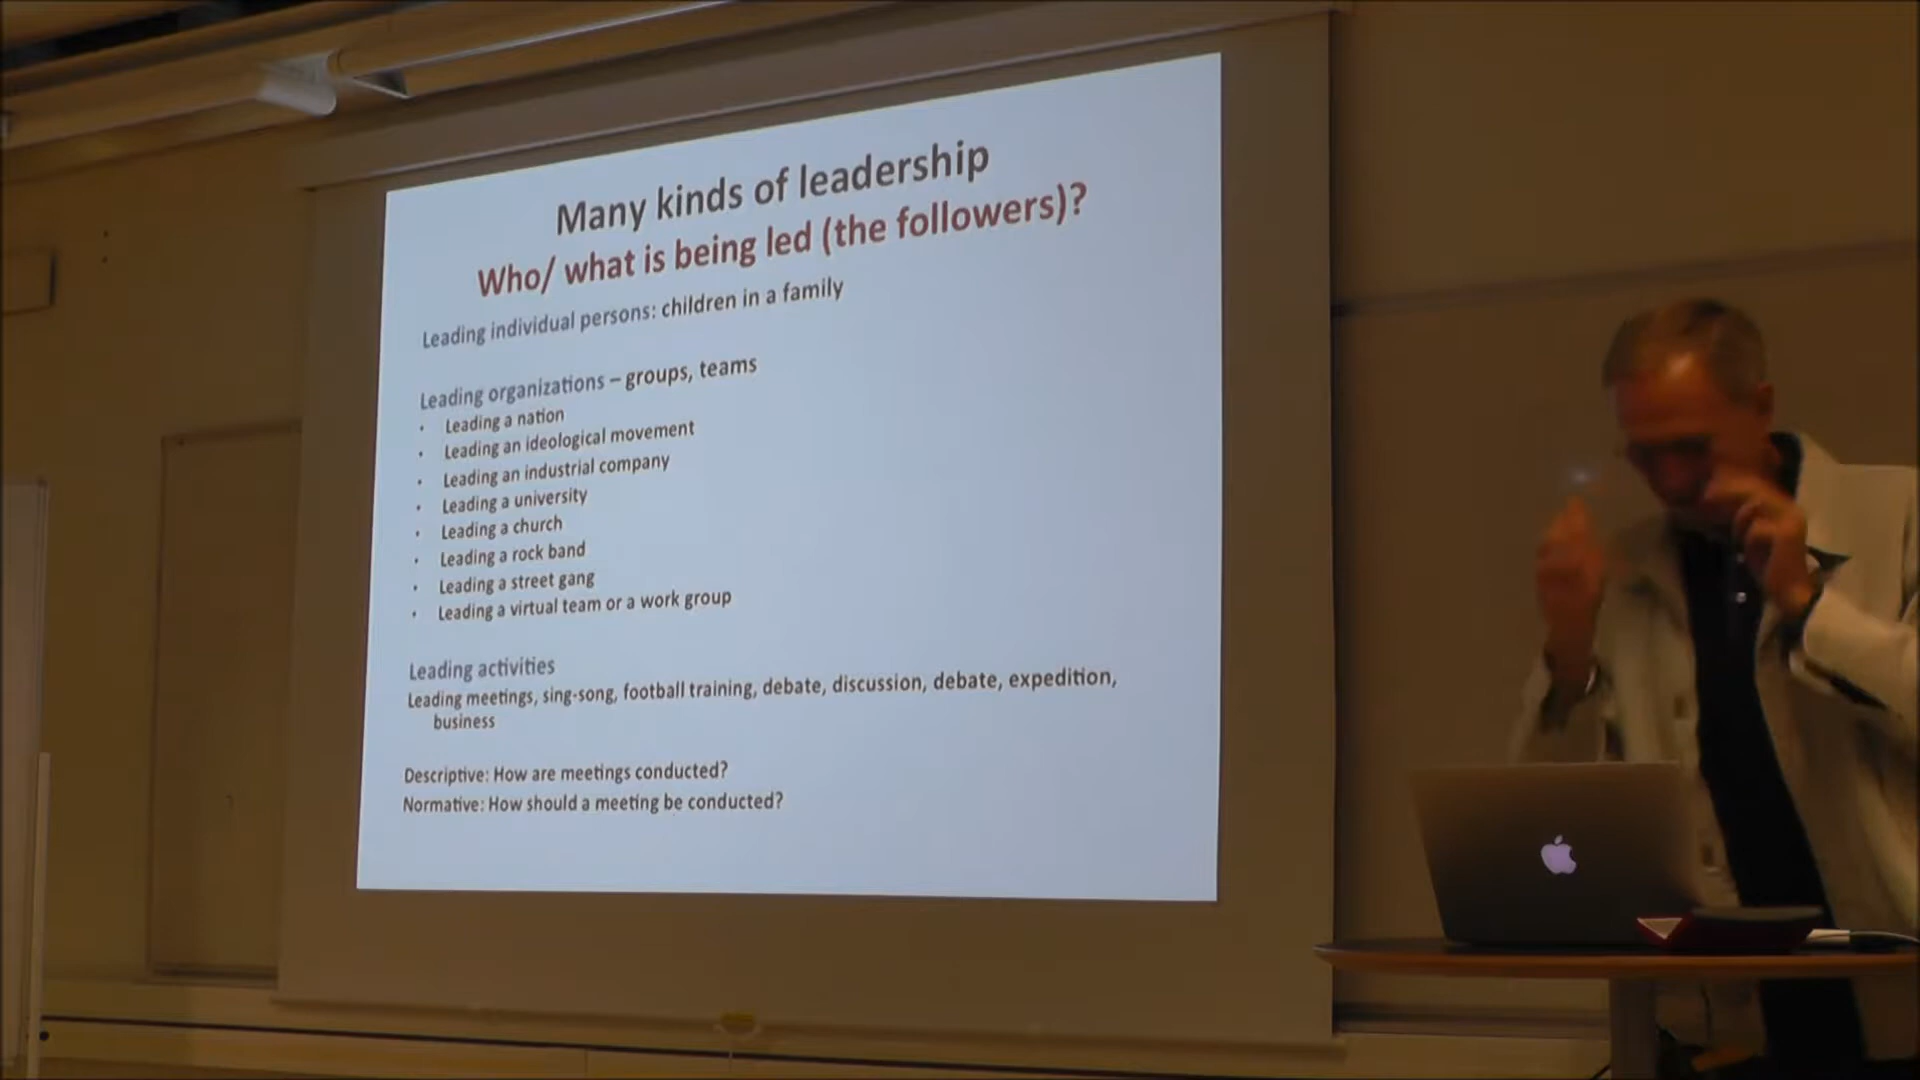 Many kinds of leadership
Who/ what is being led (the followers)?
Leading individual persons: children in a family
Leading organizations – groups, teams
• Leading a nation
• Leading an ideological movement
• Leading an industrial company
• Leading a university
• Leading a church
• Leading a rock band
• Leading a street gang
• Leading a virtual team or a work group
Leading activities
Leading meetings, sing-song, football training, debate, discussion, debate, expedition,
business
Descriptive: How are meetings conducted?
Normative: How should a meeting be conducted?